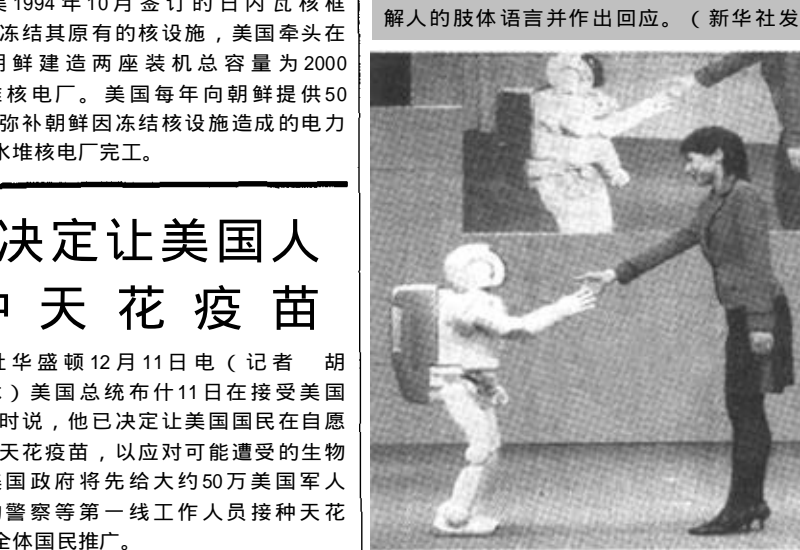 1994年10月签订的日内瓦核框
冻结其原有的核设施，美国牵头在
鲜建造两座装机总容量为2000
核电厂。美国每年向朝鲜提供50
弥补朝鲜因冻结核设施造成的电力
水堆核电厂完工。
决定让美国人
天花疫苗
华盛顿12月11日电（记者 胡
）美国总统布什11日在接受美国
时说，他已决定让美国国民在自愿
天花疫苗，以应对可能遭受的生物
国政府将先给大约50万美国军人
警察等第一线工作人员接种天花
全体国民推广。
解人的肢体语言并作出回应。（新华社发